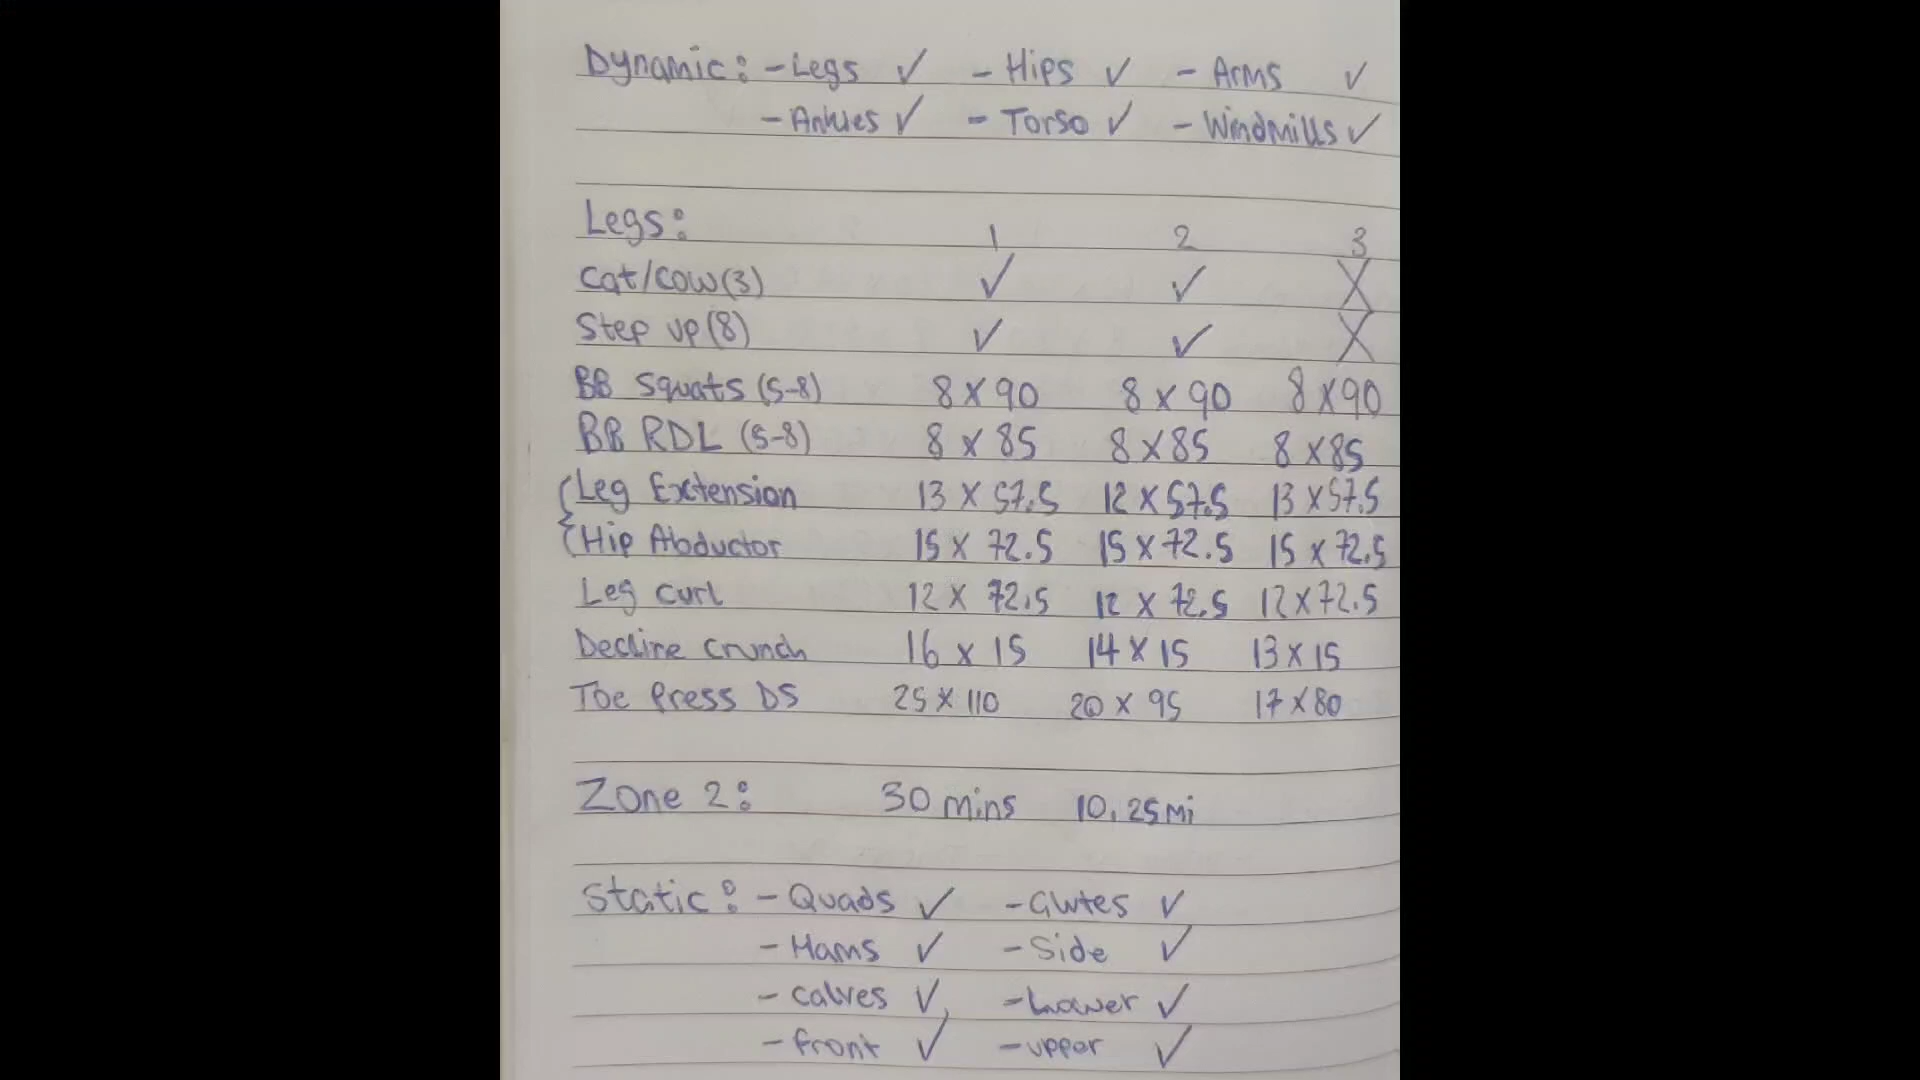 Dynamic: - Legs ✓ - Hips ✓ - Arms ✓
- Ankles ✓ - Torso ✓ - Windmills ✓
Legs: 1 2 3
Cat/Cow(3) ✓ ✓ X
Step up(8) ✓ ✓ X
BB Squats (5-8) 8 X 90 8 X 90 8 X 90
BB RDL (5-8) 8 X 85 8 X 85 8 X 85
{Leg Extension 13 X 57.5 12 X 57.5 13 X 57.5
{Hip Abductor 15 X 72.5 15 X 72.5 15 X 72.5
Leg curl 12 X 72.5 12 X 72.5 12 X 72.5
Decline crunch 16 X 15 14 X 15 13 X 15
Toe Press DS 25 X 110 20 X 95 17 X 80
Zone 2: 30 mins 10.25Mi
Static: - Quads ✓ - Glutes ✓
- Hams ✓ - Side ✓
- calves ✓ - Lower ✓
- front ✓ - upper ✓